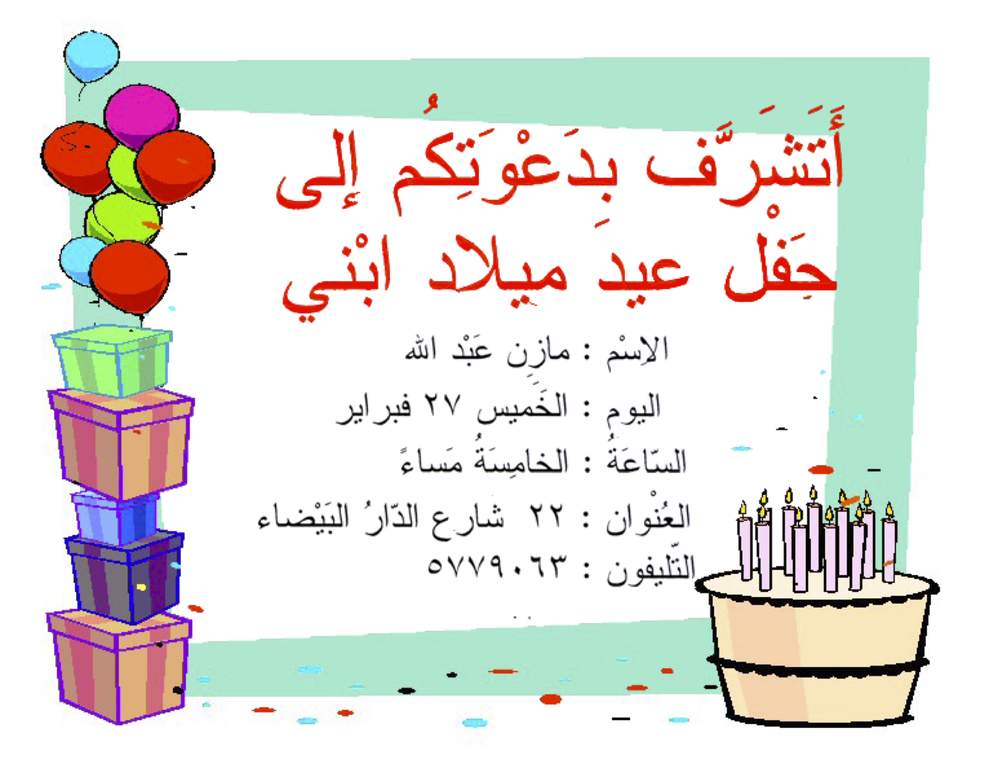 أَتَشَرَّف بِدَعْوَتِكُم إلى
حَفْل عيد ميلاد ابْني
الاِسْم : مازِن عَبْد الله
اليوم : الخَميس ٢٧ فبراير
السّاعَةُ : الخامِسَةُ مَساءً
العُنْوان : ٢٢ شارع الدّارُ البَيْضاء
التّليفون : ٥٧٧٩٠٦٣